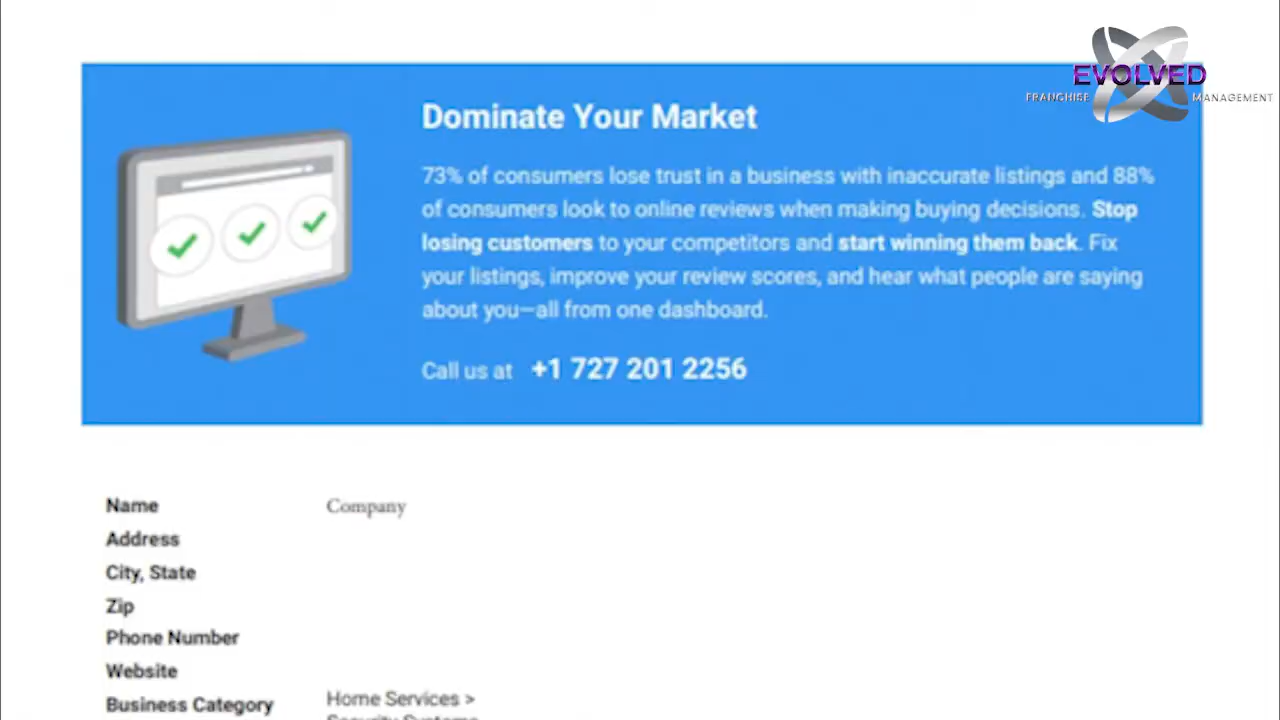 EVOLVED
FRANCHISE MANAGEMENT
Dominate Your Market
73% of consumers lose trust in a business with inaccurate listings and 88%
of consumers look to online reviews when making buying decisions. Stop
losing customers to your competitors and start winning them back. Fix
your listings, improve your review scores, and hear what people are saying
about you—all from one dashboard.
Call us at +1 727 201 2256
Name Company
Address
City, State
Zip
Phone Number
Website
Business Category Home Services >
Security Systems